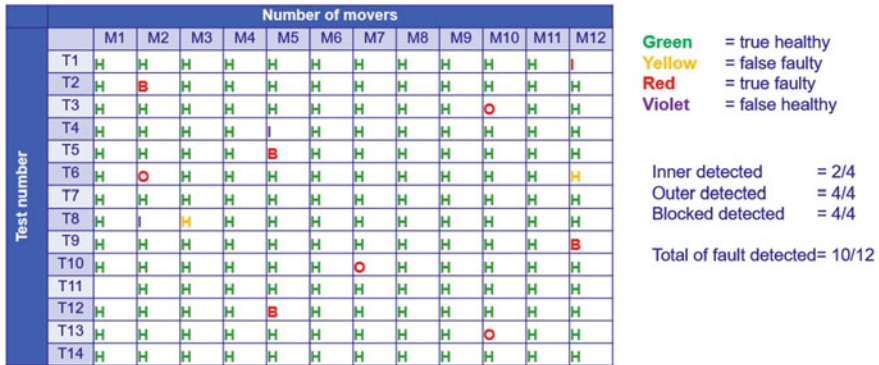 Number of movers
M1 M2 M3 M4 M5 M6 M7 M8 M9 M10 M11 M12
Test number
T1 H H H H H H H H H H H I
T2 H B H H H H H H H H H H
T3 H H H H H H H H H O H H
T4 H H H H I H H H H H H H
T5 H H H H B H H H H H H H
T6 H O H H H H H H H H H H
T7 H H H H H H H H H H H H
T8 H I H H H H H H H H H H
T9 H H H H H H H H H H H B
T10 H H H H H H O H H H H H
T11 H H H H H H H H H H H
T12 H H H H B H H H H H H H
T13 H H H H H H H H H O H H
T14 H H H H H H H H H H H H
Green = true healthy
Yellow = false faulty
Red = true faulty
Violet = false healthy
Inner detected = 2/4
Outer detected = 4/4
Blocked detected = 4/4
Total of fault detected= 10/12